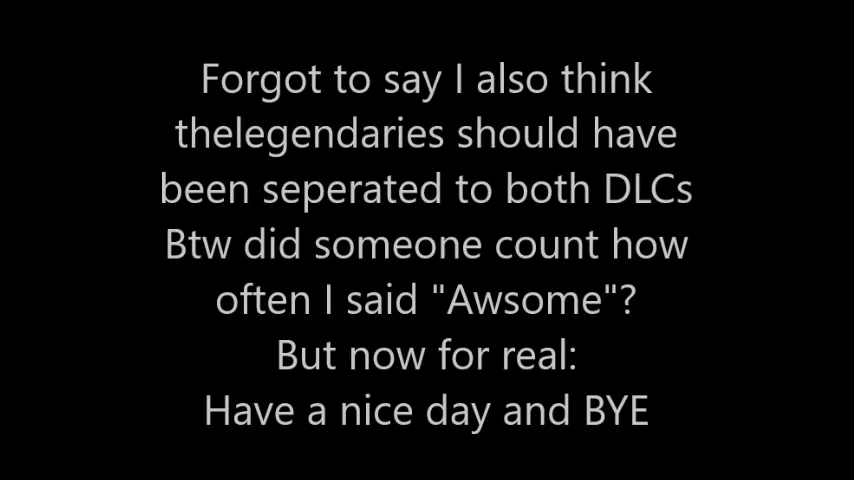 Forgot to say I also think
thelegendaries should have
been seperated to both DLCs
Btw did someone count how
often I said "Awsome"?
But now for real:
Have a nice day and BYE